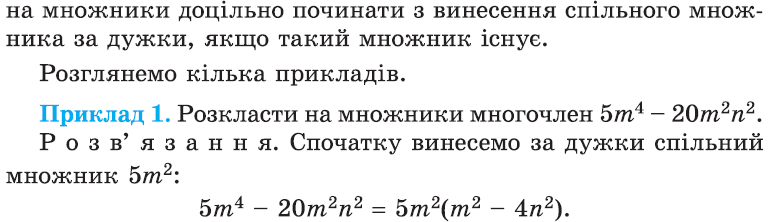 на множники доцільно починати з винесення спільного множ-
ника за дужки, якщо такий множник існує.
Розглянемо кілька прикладів.
Приклад 1. Розкласти на множники многочлен 5m⁴ – 20m²n².
Р о з в’ я з а н н я. Спочатку винесемо за дужки спільний
множник 5m²:
5m⁴ – 20m²n² = 5m²(m² – 4n²).